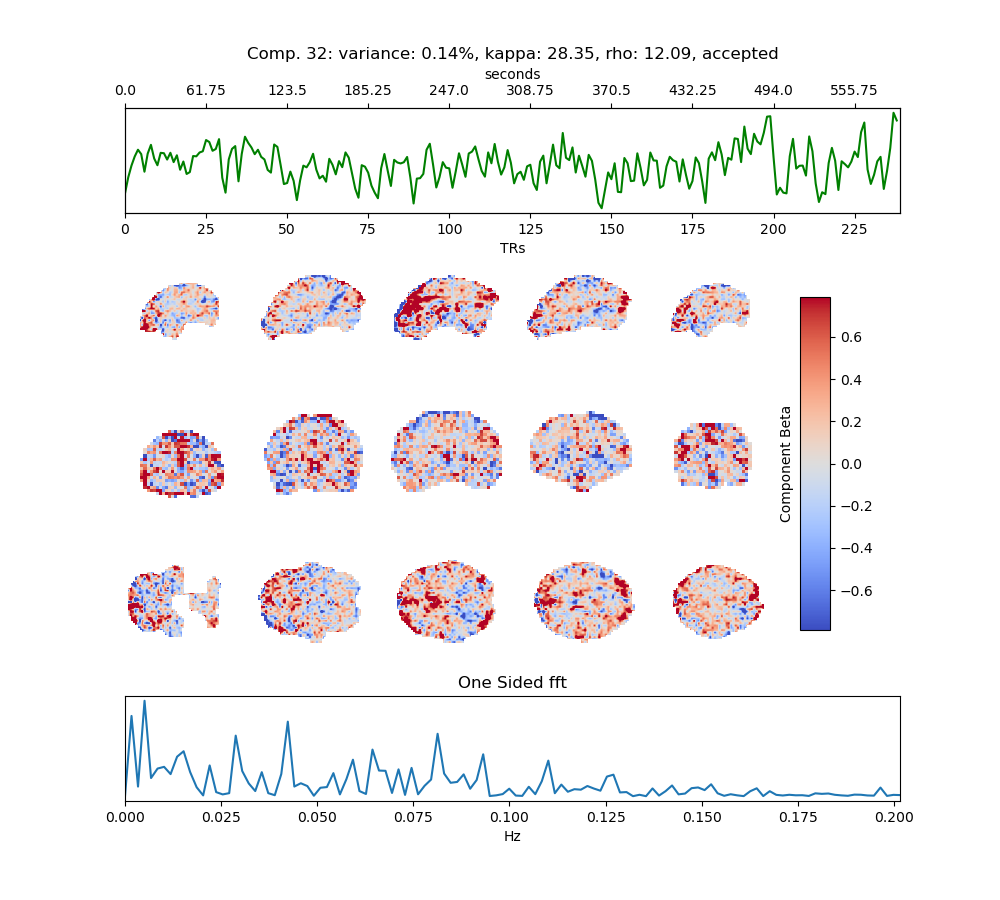 Comp. 32: variance: 0.14%, kappa: 28.35, rho: 12.09, accepted
seconds
0.0 61.75 123.5 185.25 247.0 308.75 370.5 432.25 494.0 555.75
0 25 50 75 100 125 150 175 200 225
TRs
0.6
0.4
0.2
0.0
−0.2
−0.4
−0.6
Component Beta
One Sided fft
0.000 0.025 0.050 0.075 0.100 0.125 0.150 0.175 0.200
Hz